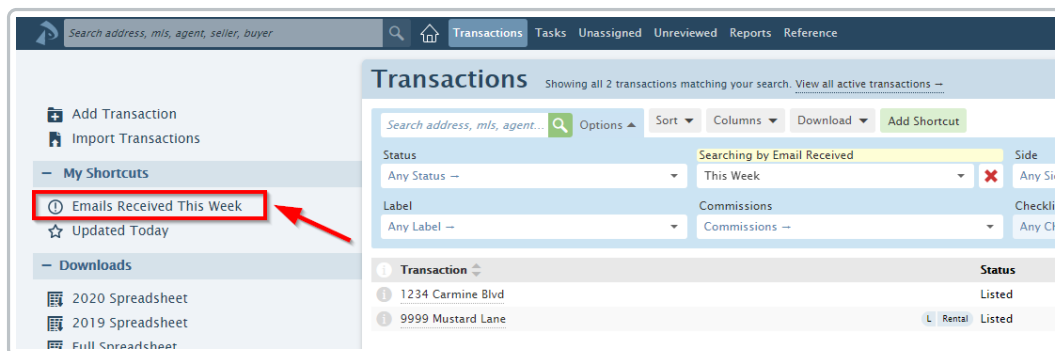 Search address, mls, agent, seller, buyer
Transactions Tasks Unassigned Unreviewed Reports Reference
Add Transaction
Import Transactions
My Shortcuts
Emails Received This Week
Updated Today
Downloads
2020 Spreadsheet
2019 Spreadsheet
Full Spreadsheet
Transactions Showing all 2 transactions matching your search. View all active transactions →
Search address, mls, agent... Options Sort Columns Download Add Shortcut
Status Searching by Email Received Side
Any Status → This Week Any
Label Commissions
Any Label → Commissions → Any
Transaction Status
1234 Carmine Blvd Listed
9999 Mustard Lane L Rental Listed